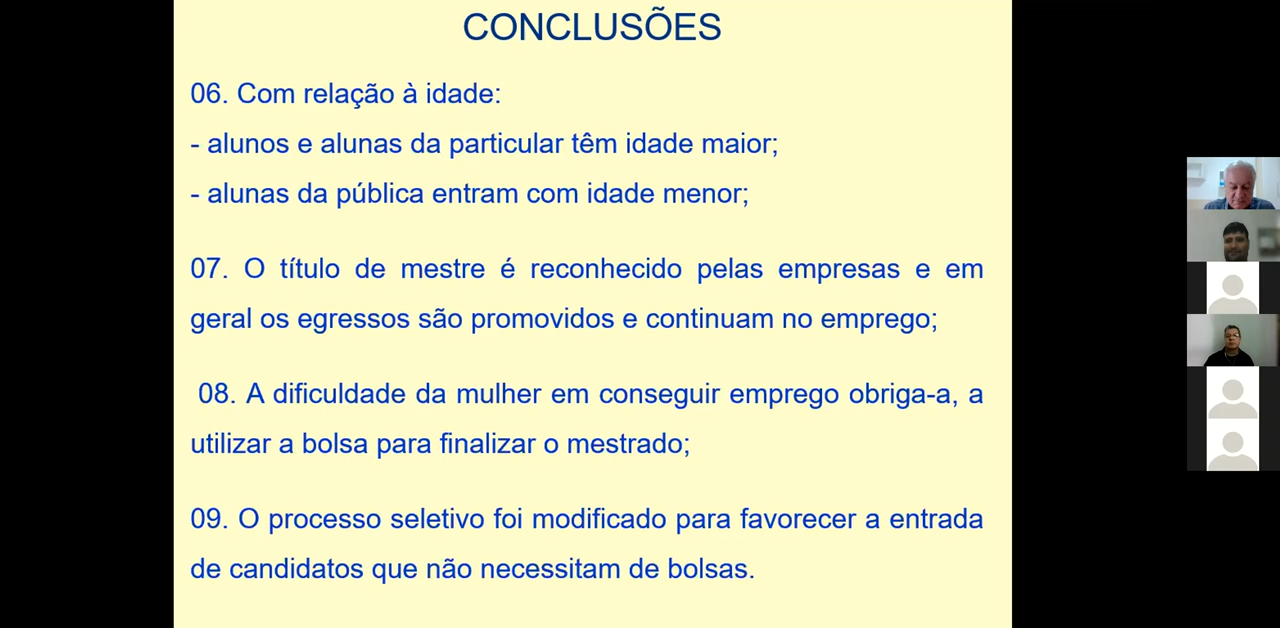 CONCLUSÕES
06. Com relação à idade:
- alunos e alunas da particular têm idade maior;
- alunas da pública entram com idade menor;
07. O título de mestre é reconhecido pelas empresas e em
geral os egressos são promovidos e continuam no emprego;
08. A dificuldade da mulher em conseguir emprego obriga-a, a
utilizar a bolsa para finalizar o mestrado;
09. O processo seletivo foi modificado para favorecer a entrada
de candidatos que não necessitam de bolsas.